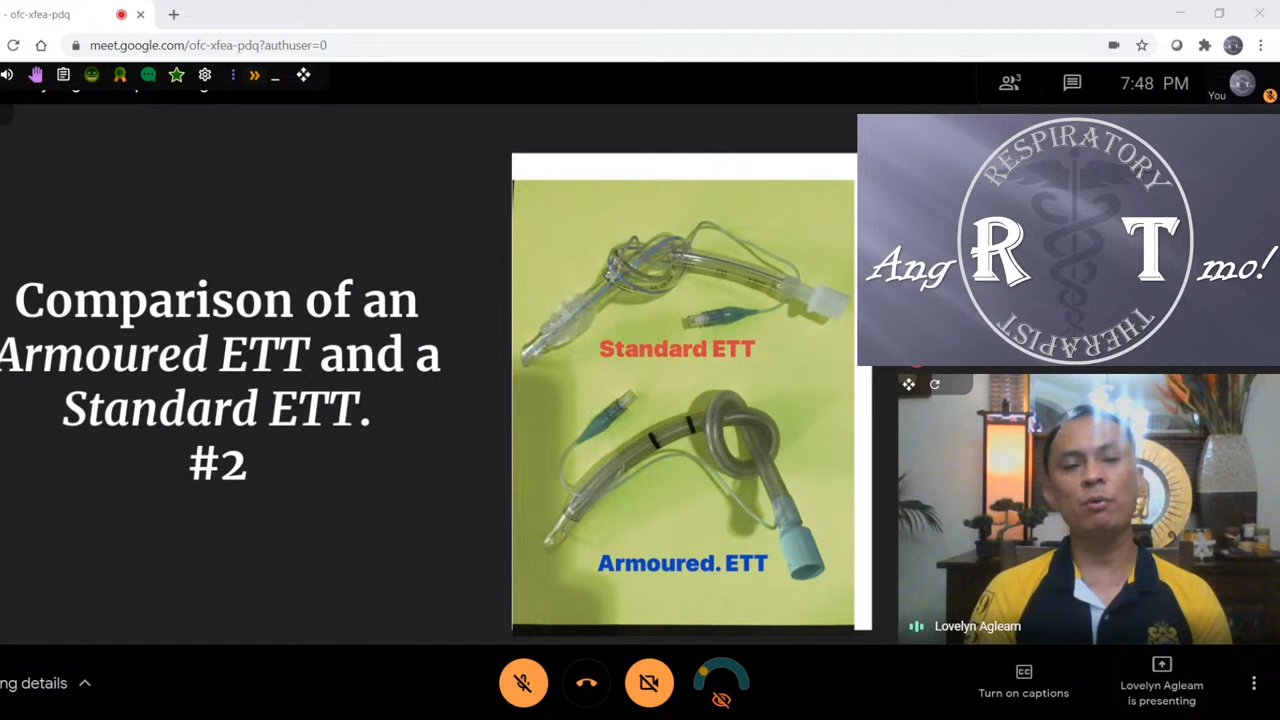 - ofc-xfea-pdq
meet.google.com/ofc-xfea-pdq?authuser=0
3
7:48 PM
You
Comparison of an
Armoured ETT and a
Standard ETT.
#2
Standard ETT
Armoured. ETT
RESPIRATORY
Ang R T mo!
THERAPIST
Lovelyn Agleam
ng details
Turn on captions
Lovelyn Agleam
is presenting